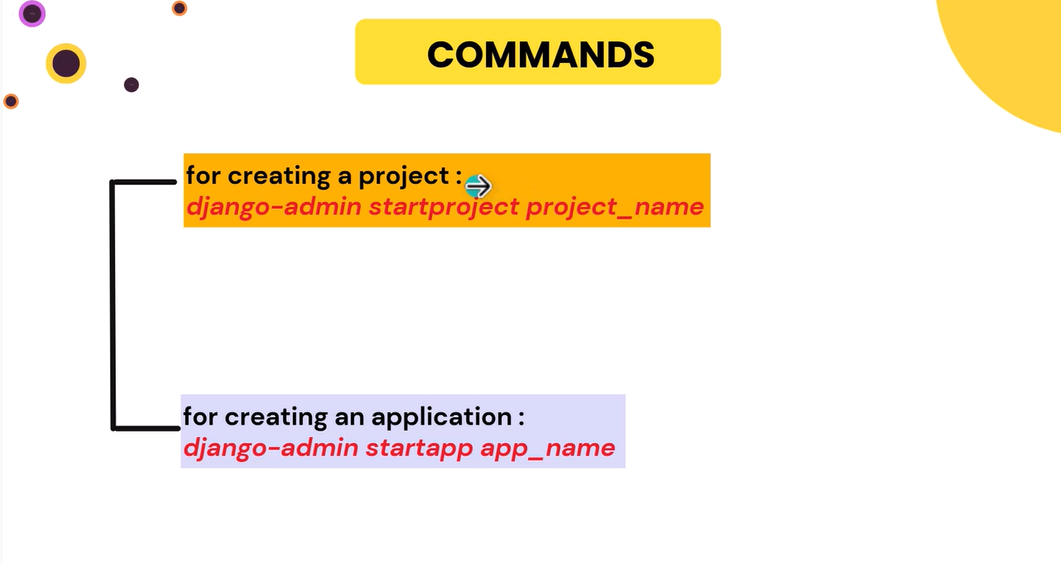 COMMANDS
for creating a project :
django-admin startproject project_name
for creating an application :
django-admin startapp app_name